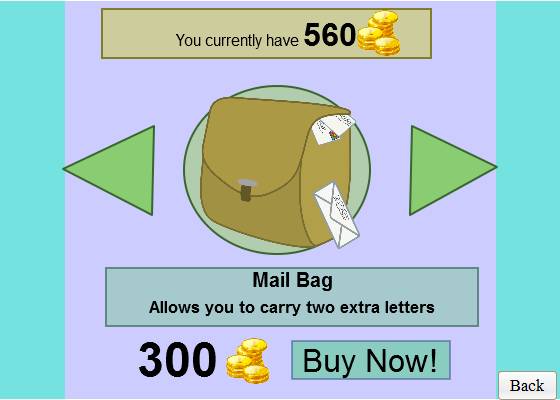 You currently have 560
Mail Bag
Allows you to carry two extra letters
300
Buy Now!
Back